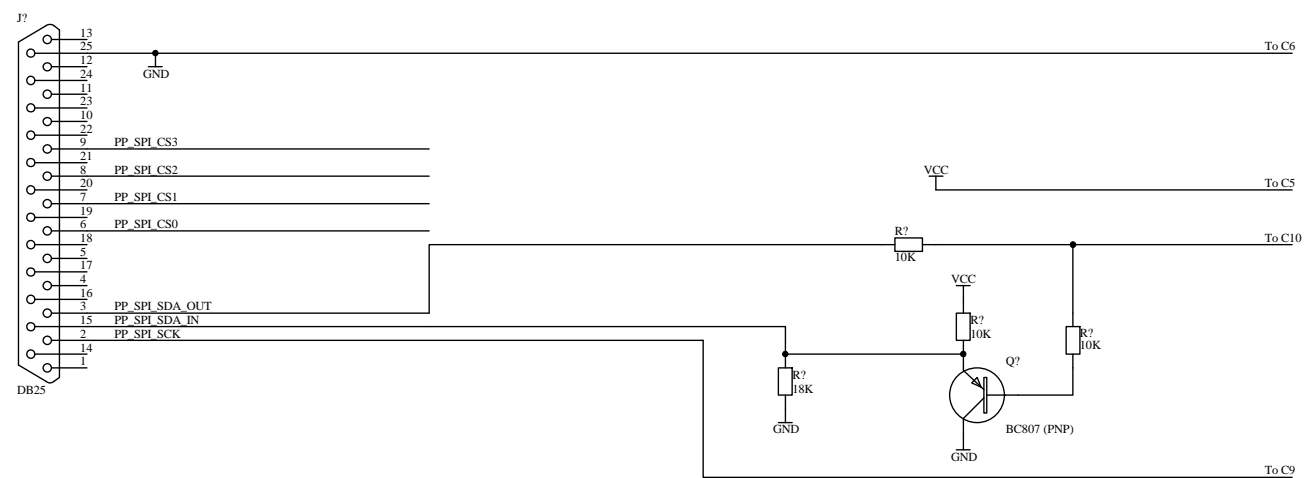 J?
13
25
To C6
12
GND
24
11
23
10
22
9 PP_SPI_CS3
21
8 PP_SPI_CS2
VCC
20
To C5
7 PP_SPI_CS1
19
6 PP_SPI_CS0
R?
18
To C10
10K
5
17
4
VCC
16
3 PP_SPI_SDA_OUT
15 PP_SPI_SDA_IN
R?
10K
2 PP_SPI_SCK
R?
10K
14
1
Q?
R?
18K
DB25
GND
BC807 (PNP)
GND
To C9